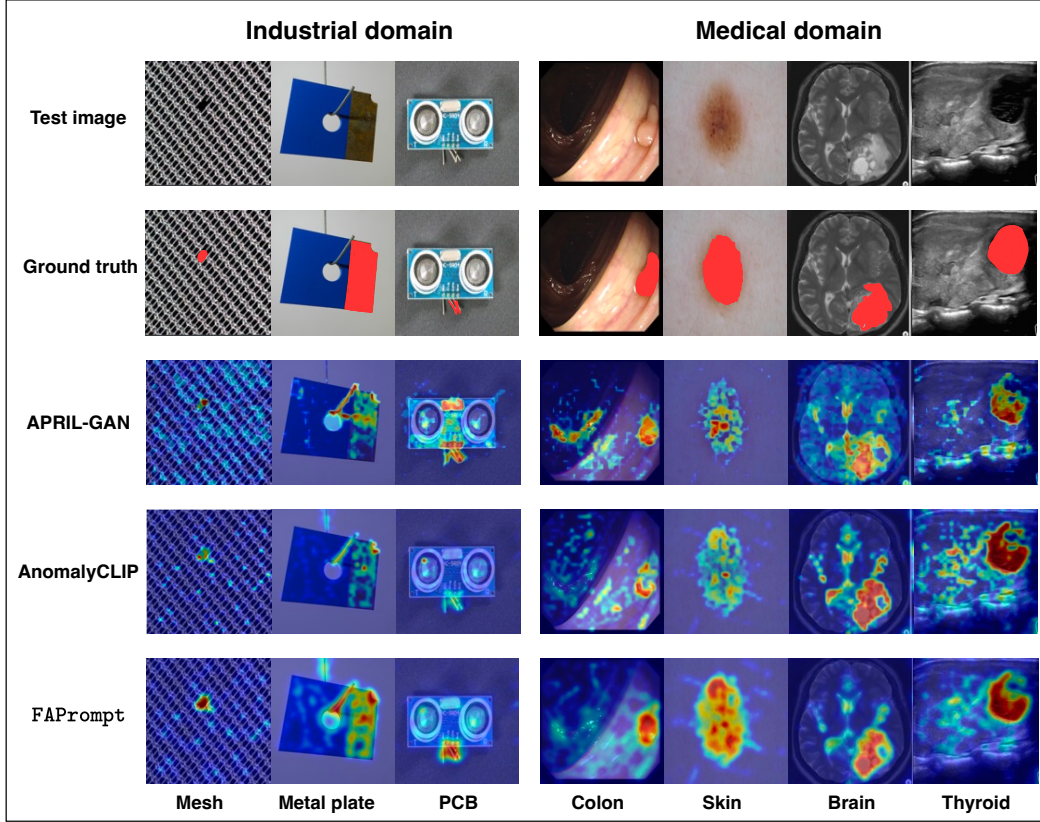 Industrial domain Medical domain
Test image
Ground truth
APRIL-GAN
AnomalyCLIP
FAPrompt
Mesh Metal plate PCB Colon Skin Brain Thyroid